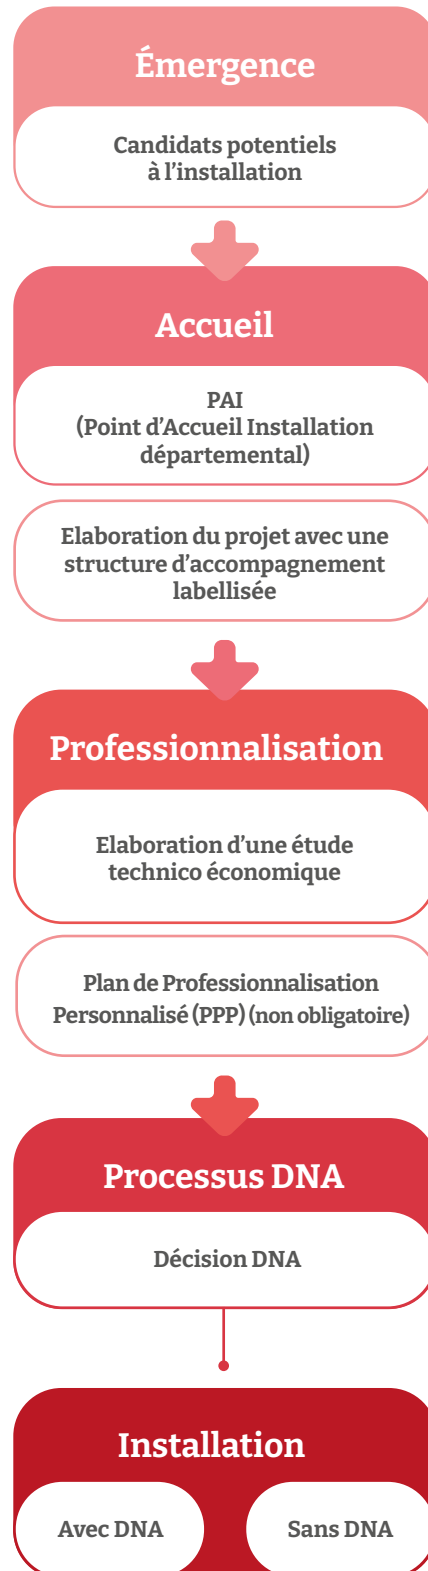 Émergence
Candidats potentiels
à l'installation
Accueil
PAI
(Point d'Accueil Installation
départemental)
Elaboration du projet avec une
structure d'accompagnement
labellisée
Professionnalisation
Elaboration d'une étude
technico économique
Plan de Professionnalisation
Personnalisé (PPP) (non obligatoire)
Processus DNA
Décision DNA
Installation
Avec DNA
Sans DNA